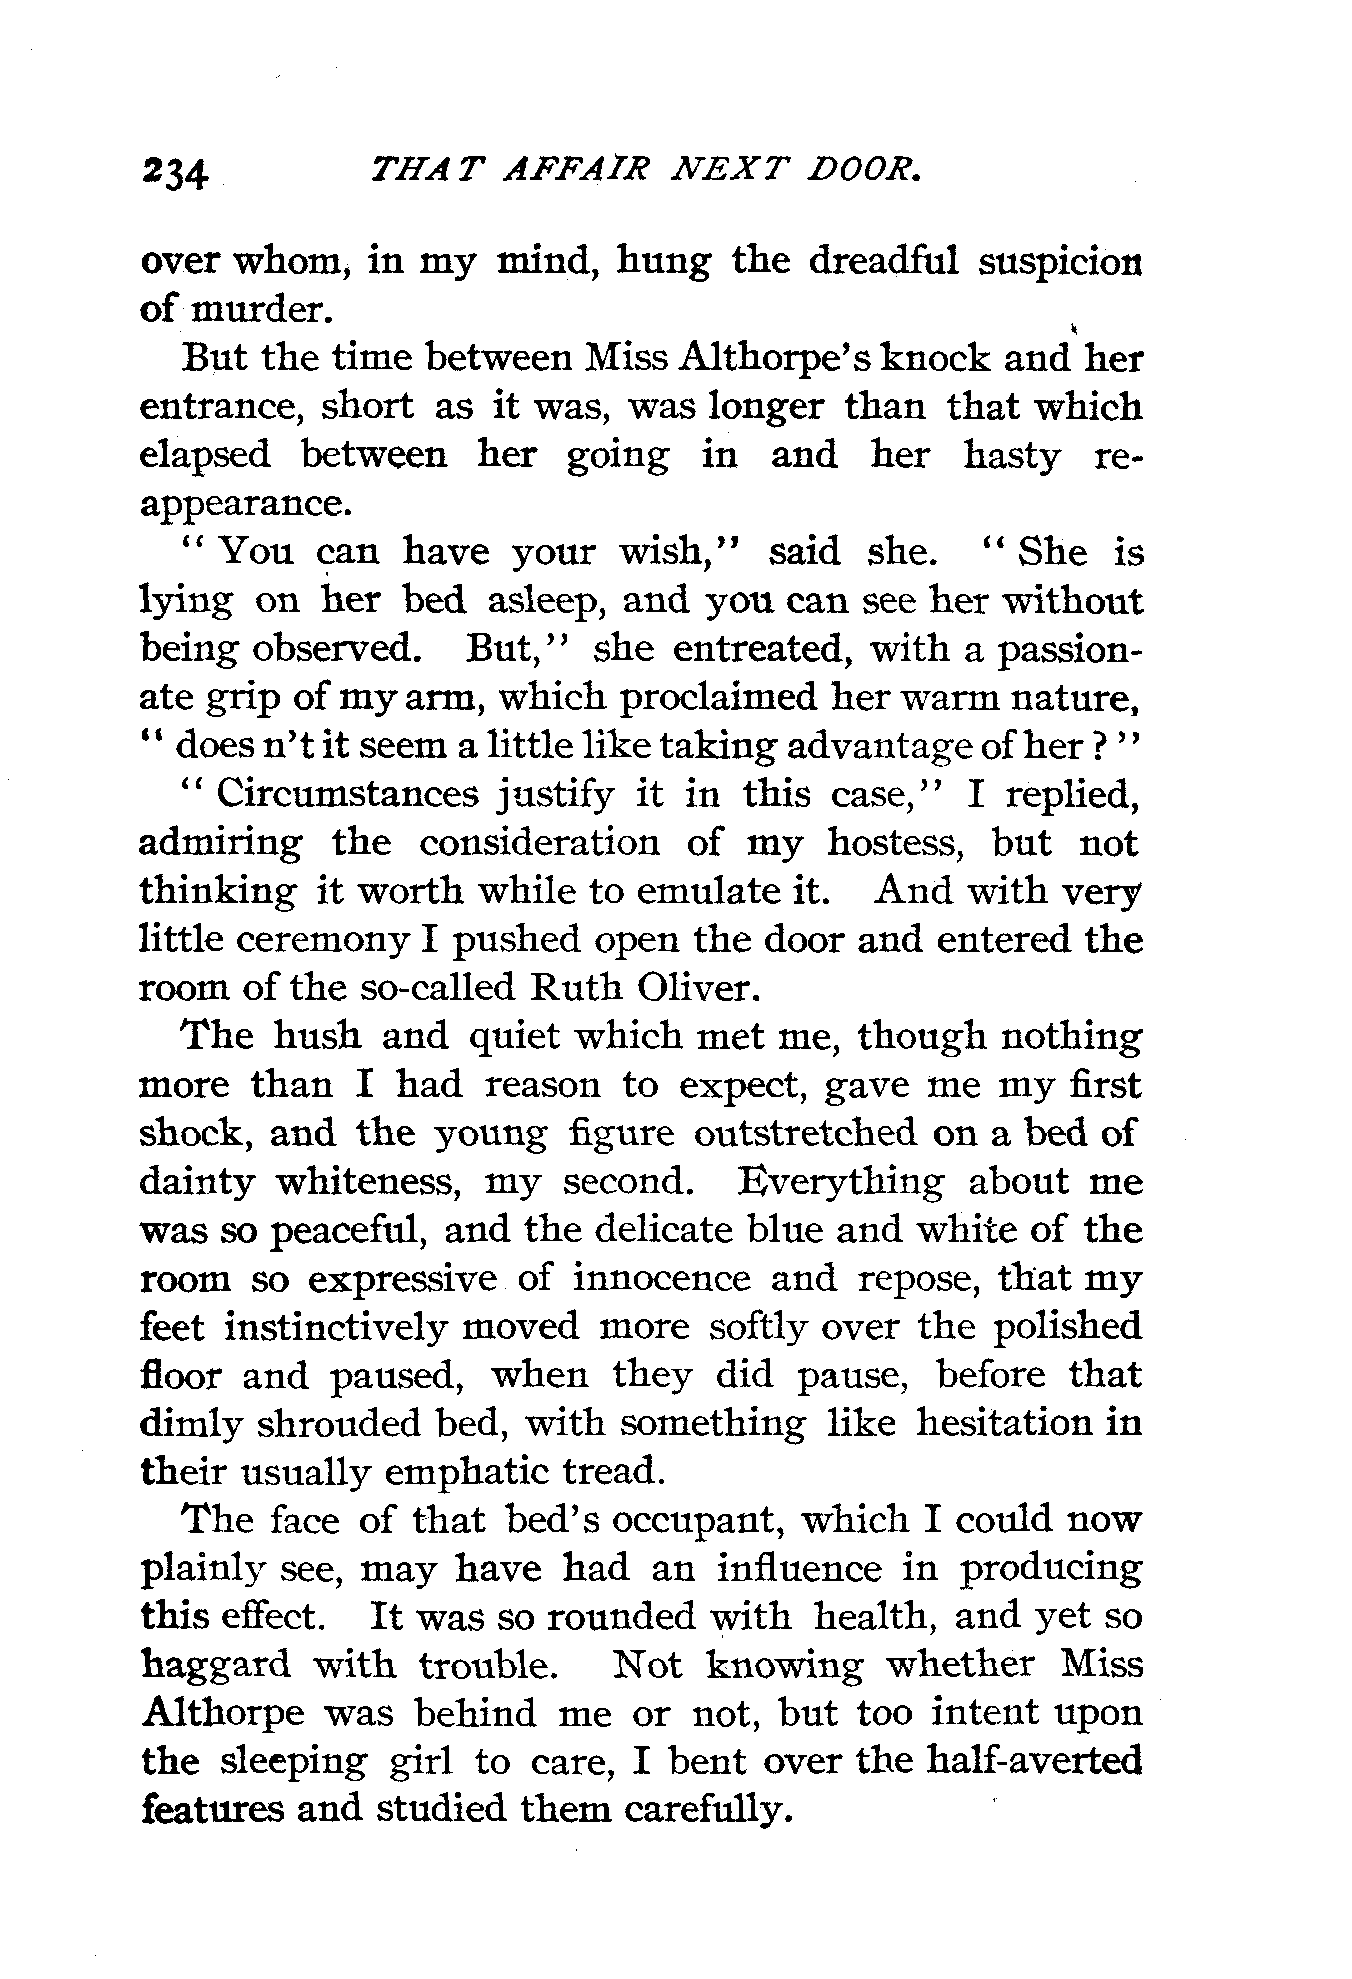 234 THAT AFFAIR NEXT DOOR.
over whom, in my mind, hung the dreadful suspicion
of murder.
But the time between Miss Althorpe's knock and her
entrance, short as it was, was longer than that which
elapsed between her going in and her hasty re-
appearance.
"You can have your wish," said she. "She is
lying on her bed asleep, and you can see her without
being observed. But," she entreated, with a passion-
ate grip of my arm, which proclaimed her warm nature,
"does n't it seem a little like taking advantage of her?"
"Circumstances justify it in this case," I replied,
admiring the consideration of my hostess, but not
thinking it worth while to emulate it. And with very
little ceremony I pushed open the door and entered the
room of the so-called Ruth Oliver.
The hush and quiet which met me, though nothing
more than I had reason to expect, gave me my first
shock, and the young figure outstretched on a bed of
dainty whiteness, my second. Everything about me
was so peaceful, and the delicate blue and white of the
room so expressive of innocence and repose, that my
feet instinctively moved more softly over the polished
floor and paused, when they did pause, before that
dimly shrouded bed, with something like hesitation in
their usually emphatic tread.
The face of that bed's occupant, which I could now
plainly see, may have had an influence in producing
this effect. It was so rounded with health, and yet so
haggard with trouble. Not knowing whether Miss
Althorpe was behind me or not, but too intent upon
the sleeping girl to care, I bent over the half-averted
features and studied them carefully.